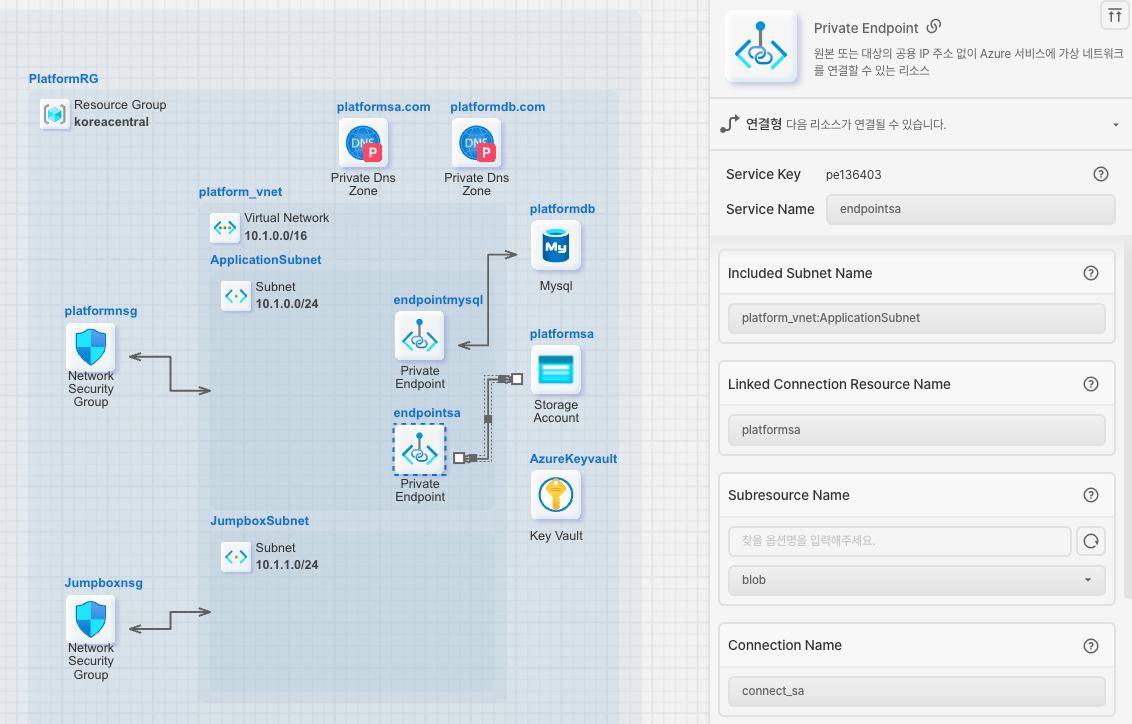 PlatformRG
Resource Group
koreacentral
platformsa.com
DNS
P
Private Dns
Zone
platformdb.com
DNS
P
Private Dns
Zone
platform_vnet
Virtual Network
10.1.0.0/16
ApplicationSubnet
Subnet
10.1.0.0/24
platformdb
My
Mysql
endpointmysql
Private
Endpoint
platformnsg
Network
Security
Group
platformsa
Storage
Account
endpointsa
Private
Endpoint
AzureKeyvault
Key Vault
JumpboxSubnet
Subnet
10.1.1.0/24
Jumpboxnsg
Network
Security
Group
Private Endpoint
원본 또는 대상의 공용 IP 주소 없이 Azure 서비스에 가상 네트워크
를 연결할 수 있는 리소스
연결형 다음 리소스가 연결될 수 있습니다.
Service Key pe136403
Service Name endpointsa
Included Subnet Name
platform_vnet:ApplicationSubnet
Linked Connection Resource Name
platformsa
Subresource Name
찾을 옵션명을 입력해주세요.
blob
Connection Name
connect_sa